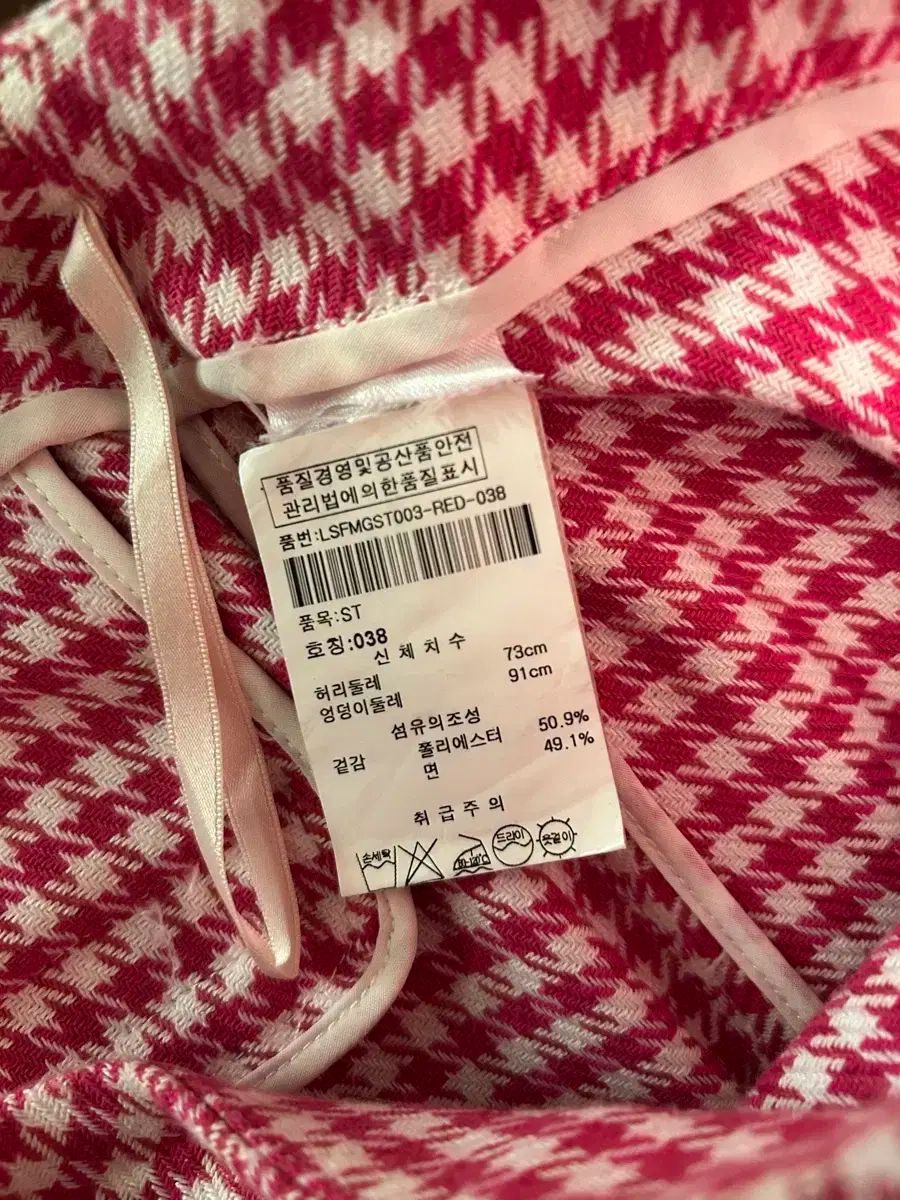 품질경영및공산품안전
관리법에의한품질표시
품번:LSFMGST003-RED-038
품목:ST
호칭:038
신체치수
허리둘레 73cm
엉덩이둘레 91cm
섬유의조성
겉감 폴리에스터 50.9%
면 49.1%
취급주의
손세탁 드라이 옷걸이